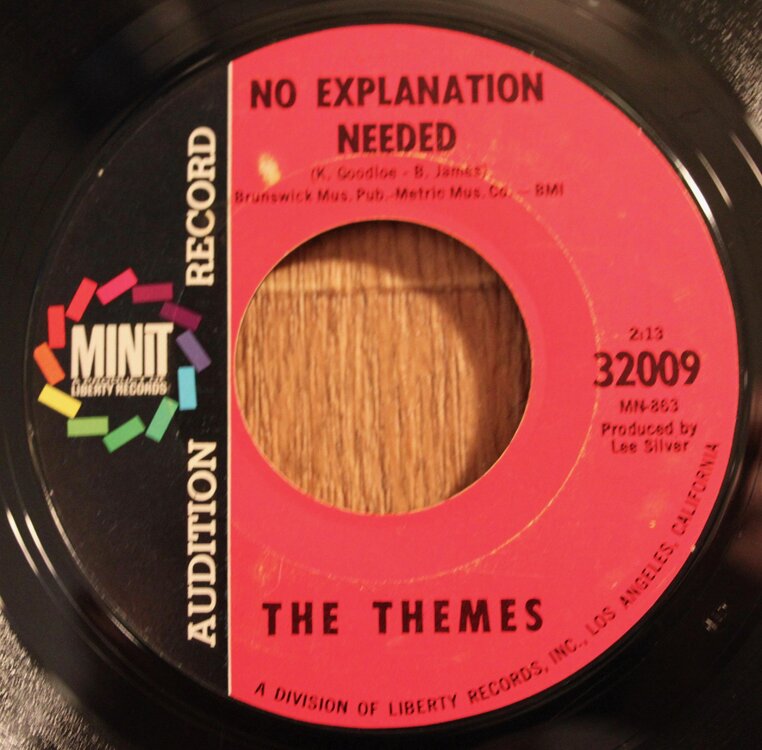 NO EXPLANATION
NEEDED
(K. Goodloe - B. James)
Brunswick Mus. Pub.-Metric Mus. Co. — BMI
AUDITION RECORD
MINIT
LIBERTY RECORDS
2:13
32009
MN-863
Produced by
Lee Silver
THE THEMES
A DIVISION OF LIBERTY RECORDS, INC., LOS ANGELES, CALIFORNIA